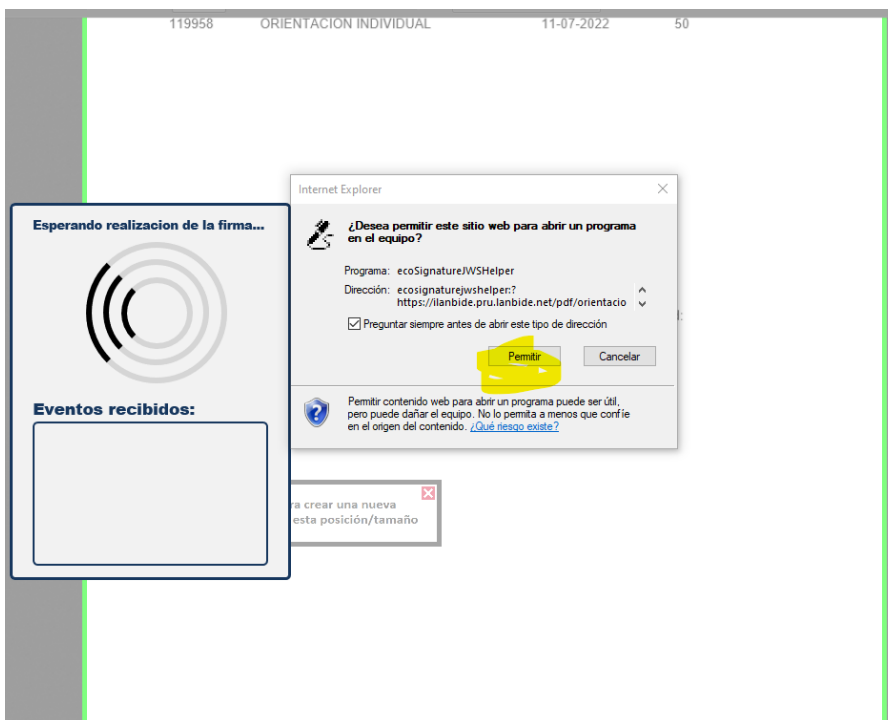 119958 ORIENTACIÓN INDIVIDUAL 11-07-2022 50
Internet Explorer
Esperando realizacion de la firma...
¿Desea permitir este sitio web para abrir un programa
en el equipo?
Programa: ecoSignatureJWSHelper
Dirección: ecosignaturejwshelper:?
https://ilanbide.pru.lanbide.net/pdf/orientacio
Preguntar siempre antes de abrir este tipo de dirección
Permitir Cancelar
Eventos recibidos:
Permitir contenido web para abrir un programa puede ser útil,
pero puede dañar el equipo. No lo permita a menos que confíe
en el origen del contenido. ¿Qué riesgo existe?
ra crear una nueva
esta posición/tamaño